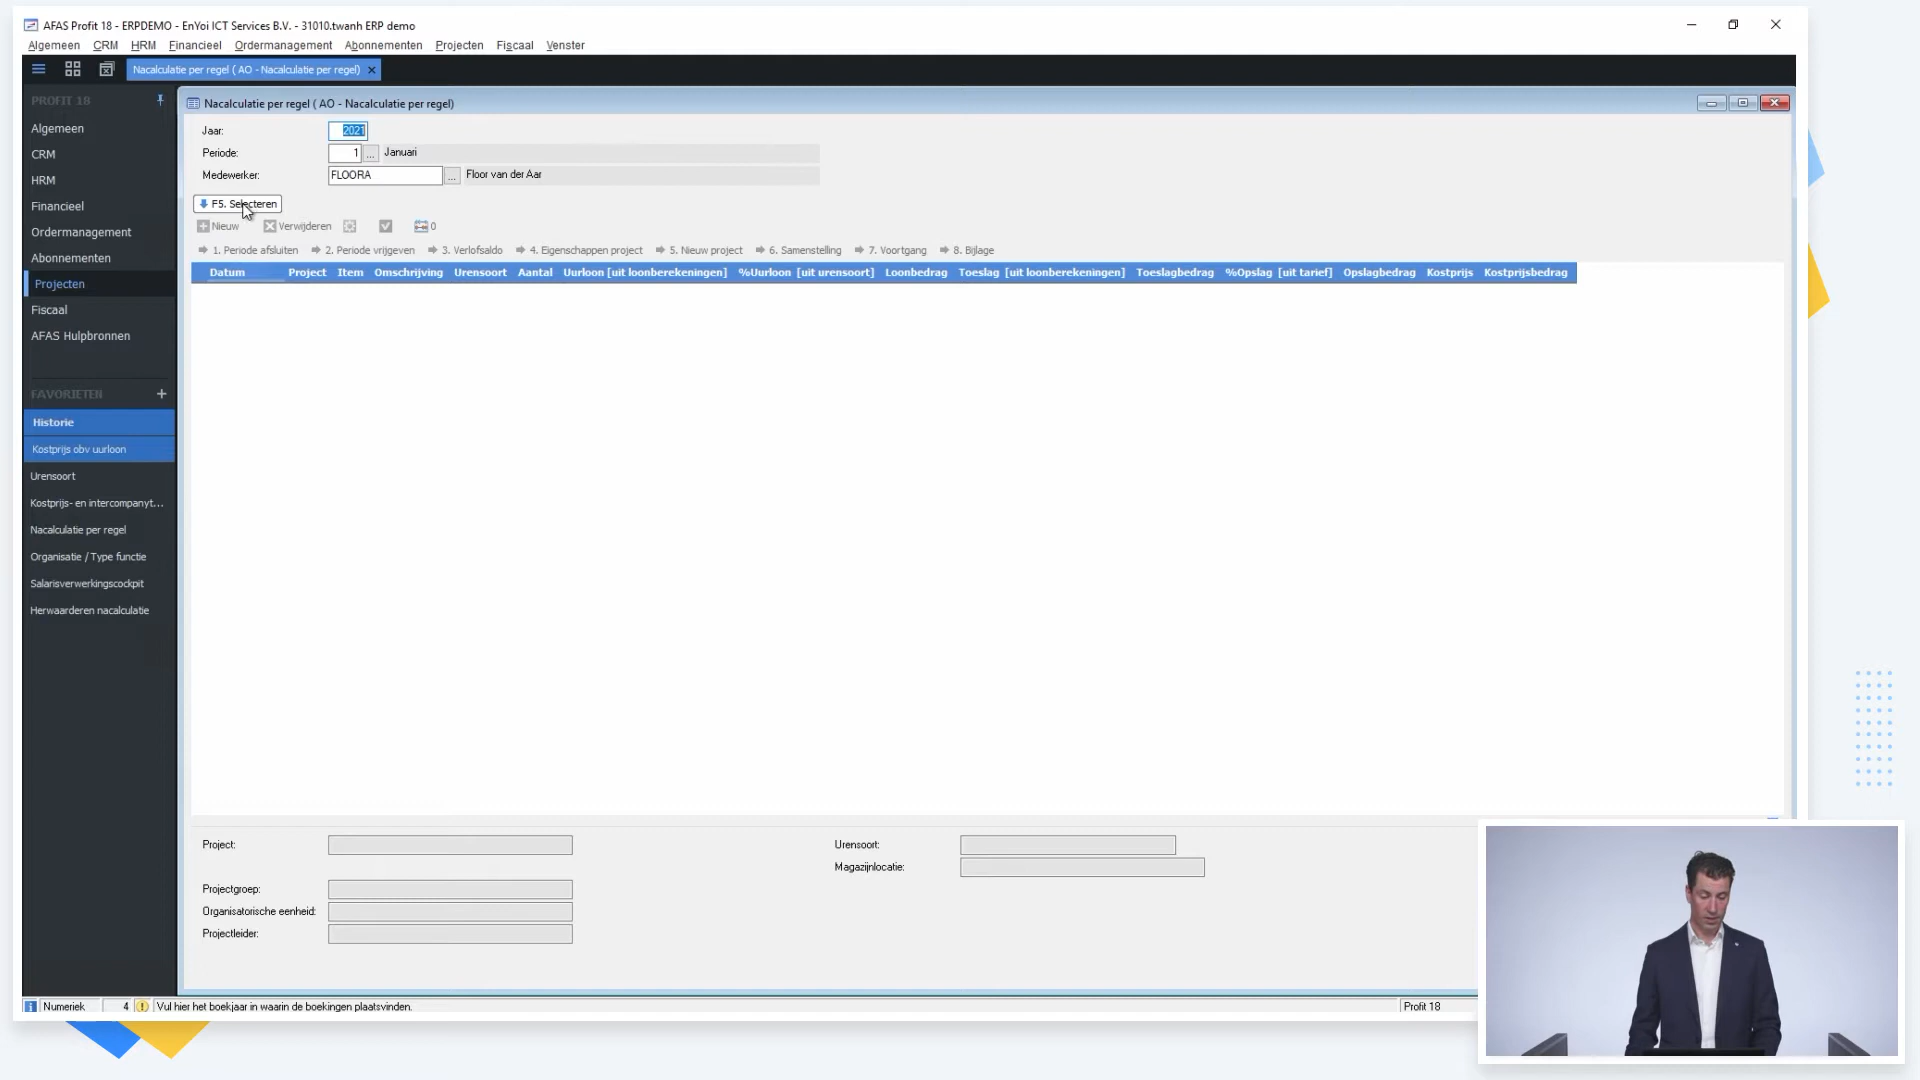 AFAS Profit 18 - ERPDEMO - EnYoi ICT Services B.V. - 31010.twanh ERP demo
Algemeen CRM HRM Financieel Ordermanagement Abonnementen Projecten Fiscaal Venster
Nacalculatie per regel ( AO - Nacalculatie per regel)
PROFIT 18
Algemeen
CRM
HRM
Financieel
Ordermanagement
Abonnementen
Projecten
Fiscaal
AFAS Hulpbronnen
FAVORIETEN +
Historie
Kostprijs obv uurloon
Urensoort
Kostprijs- en intercompanyt...
Nacalculatie per regel
Organisatie / Type functie
Salarisverwerkingscockpit
Herwaarderen nacalculatie
Nacalculatie per regel ( AO - Nacalculatie per regel)
Jaar: 2021
Periode: 1 ... Januari
Medewerker: FLOORA ... Floor van der Aar
F5. Selecteren
Nieuw Verwijderen 0
1. Periode afsluiten 2. Periode vrijgeven 3. Verlofsaldo 4. Eigenschappen project 5. Nieuw project 6. Samenstelling 7. Voortgang 8. Bijlage
Datum Project Item Omschrijving Urensoort Aantal Uurloon [uit loonberekeningen] %Uurloon [uit urensoort] Loonbedrag Toeslag [uit loonberekeningen] Toeslagbedrag %Opslag [uit tarief] Opslagbedrag Kostprijs Kostprijsbedrag
Project: Urensoort:
Magazijnlocatie:
Projectgroep:
Organisatorische eenheid:
Projectleider:
Numeriek 4 Vul hier het boekjaar in waarin de boekingen plaatsvinden. Profit 18